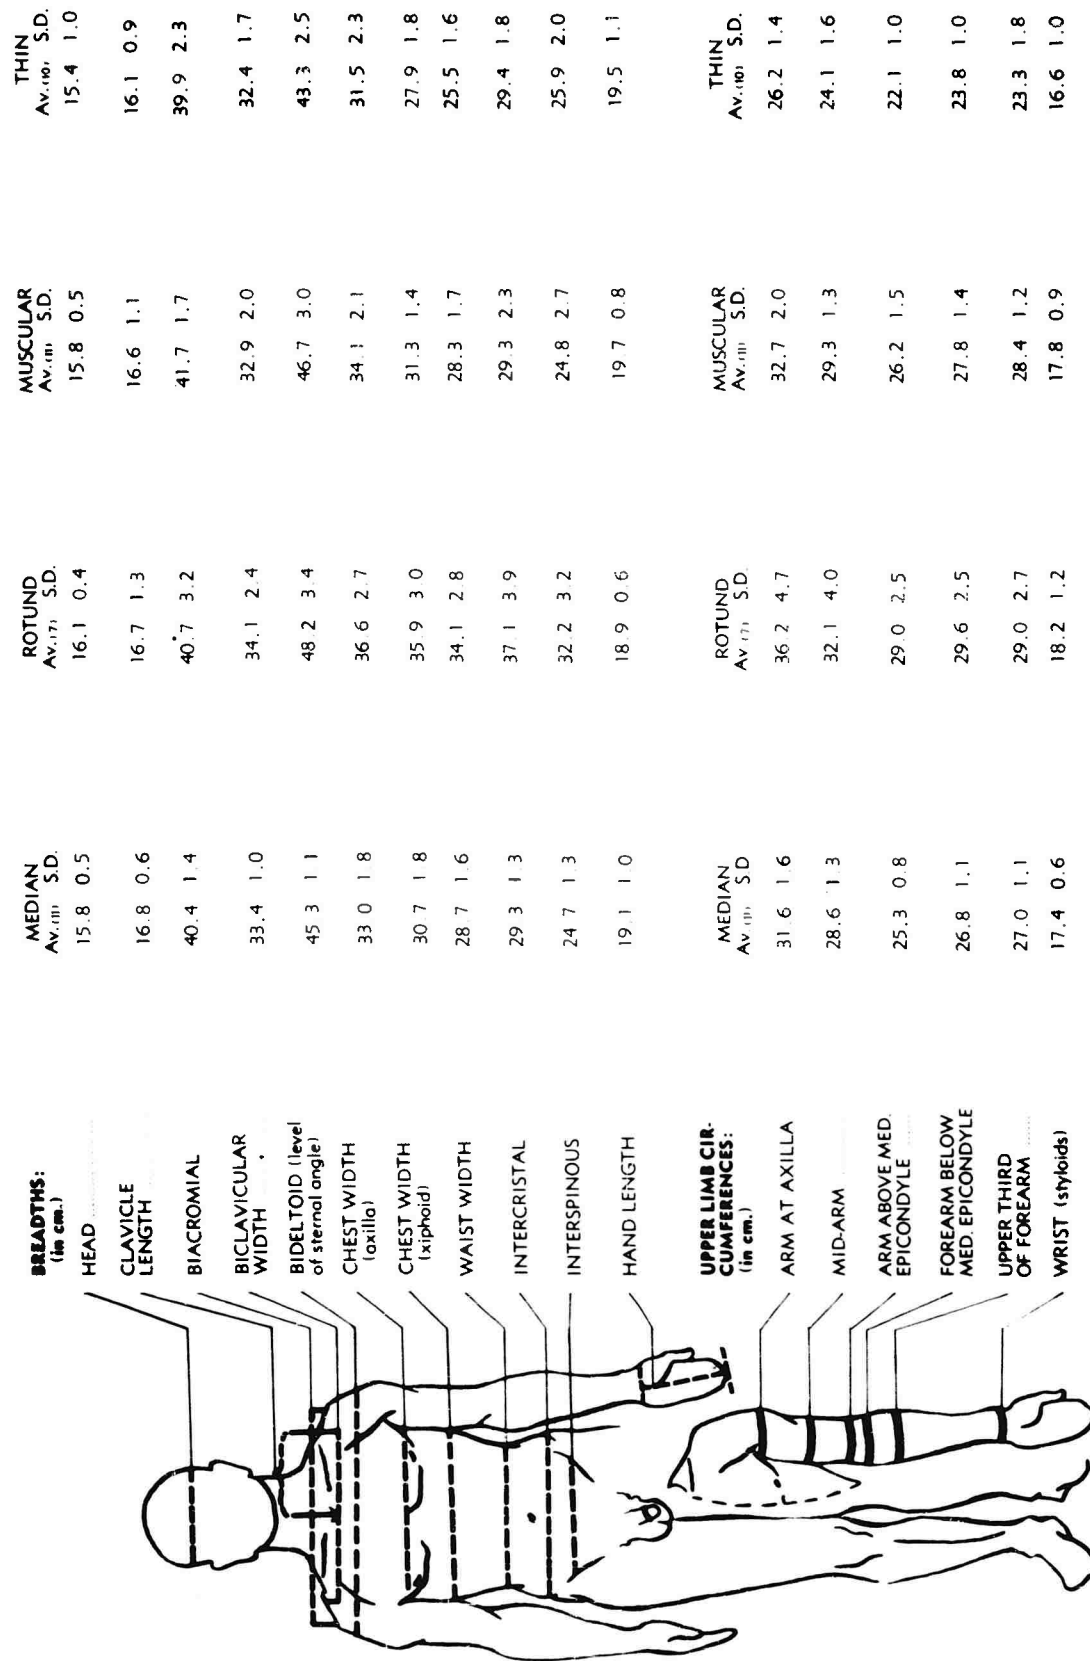 BREADTHS: MEDIAN ROTUND MUSCULAR THIN
(in cm.) Av.(11) S.D. Av.(7) S.D. Av.(11) S.D. Av.(10) S.D.
HEAD 15.8 0.5 16.1 0.4 15.8 0.5 15.4 1.0
CLAVICLE
LENGTH 16.8 0.6 16.7 1.3 16.6 1.1 16.1 0.9
BIACROMIAL 40.4 1.4 40.7 3.2 41.7 1.7 39.9 2.3
BICLAVICULAR
WIDTH 33.4 1.0 34.1 2.4 32.9 2.0 32.4 1.7
BIDELTOID (level
of sternal angle) 45 3 1 1 48.2 3.4 46.7 3.0 43.3 2.5
CHEST WIDTH
(axilla) 33 0 1 8 36.6 2.7 34 1 2.1 31.5 2.3
CHEST WIDTH
(xiphoid) 30.7 1.8 35.9 3.0 31.3 1.4 27.9 1.8
WAIST WIDTH 28.7 1.6 34.1 2.8 28.3 1.7 25.5 1.6
INTERCRISTAL 29 3 1.3 37.1 3.9 29.3 2.3 29.4 1.8
INTERSPINOUS 24 7 1.3 32.2 3.2 24.8 2.7 25.9 2.0
HAND LENGTH 19.1 1.0 18.9 0.6 19 7 0.8 19.5 1.1
UPPER LIMB CIR-
CUMFERENCES: MEDIAN ROTUND MUSCULAR THIN
(in cm.) Av.(11) S D Av (7) S.D. Av.(11) S.D. Av.(10) S.D.
ARM AT AXILLA 31.6 1.6 36.2 4.7 32.7 2.0 26.2 1.4
MID-ARM 28.6 1.3 32.1 4.0 29.3 1.3 24.1 1.6
ARM ABOVE MED.
EPICONDYLE 25.3 0.8 29.0 2.5 26.2 1.5 22.1 1.0
FOREARM BELOW
MED. EPICONDYLE 26.8 1.1 29.6 2.5 27.8 1.4 23.8 1.0
UPPER THIRD
OF FOREARM 27.0 1.1 29.0 2.7 28.4 1.2 23.3 1.8
WRIST (styloids) 17.4 0.6 18.2 1.2 17.8 0.9 16.6 1.0